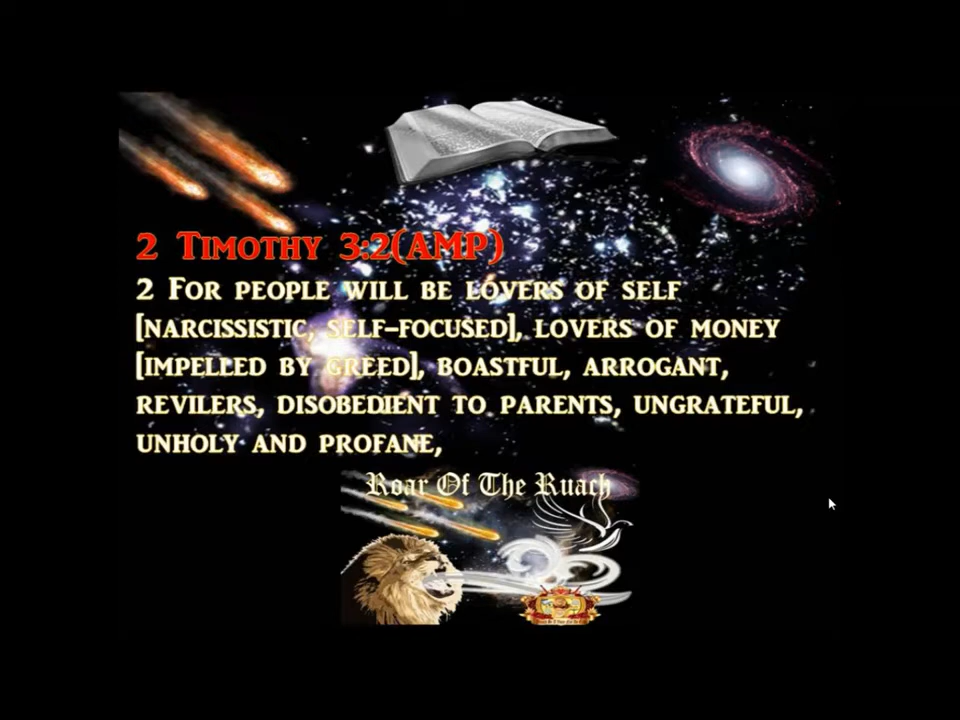 2 Timothy 3:2(AMP)
2 For people will be lovers of self
[narcissistic, self-focused], lovers of money
[impelled by greed], boastful, arrogant,
revilers, disobedient to parents, ungrateful,
unholy and profane,
Roar Of The Ruach